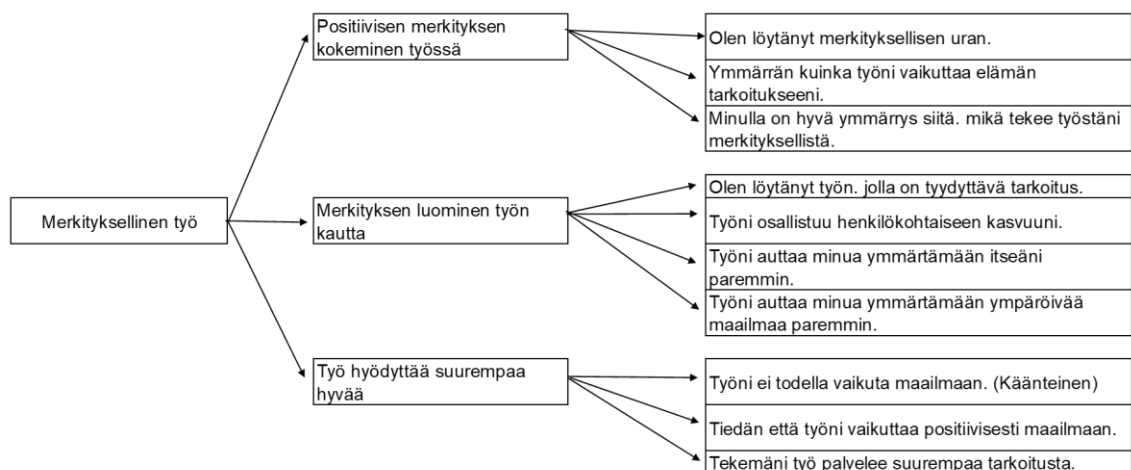 Positiivisen merkityksen
kokeminen työssä
Olen löytänyt merkityksellisen uran.
Ymmärrän kuinka työni vaikuttaa elämän
tarkoitukseeni.
Minulla on hyvä ymmärrys siitä. mikä tekee työstäni
merkityksellistä.
Merkityksellinen työ
Merkityksen luominen työn
kautta
Olen löytänyt työn. jolla on tyydyttävä tarkoitus.
Työni osallistuu henkilökohtaiseen kasvuuni.
Työni auttaa minua ymmärtämään itseäni
paremmin.
Työni auttaa minua ymmärtämään ympäröivää
maailmaa paremmin.
Työ hyödyttää suurempaa
hyvää
Työni ei todella vaikuta maailmaan. (Käänteinen)
Tiedän että työni vaikuttaa positiivisesti maailmaan.
Tekemäni työ palvelee suurempaa tarkoitusta.